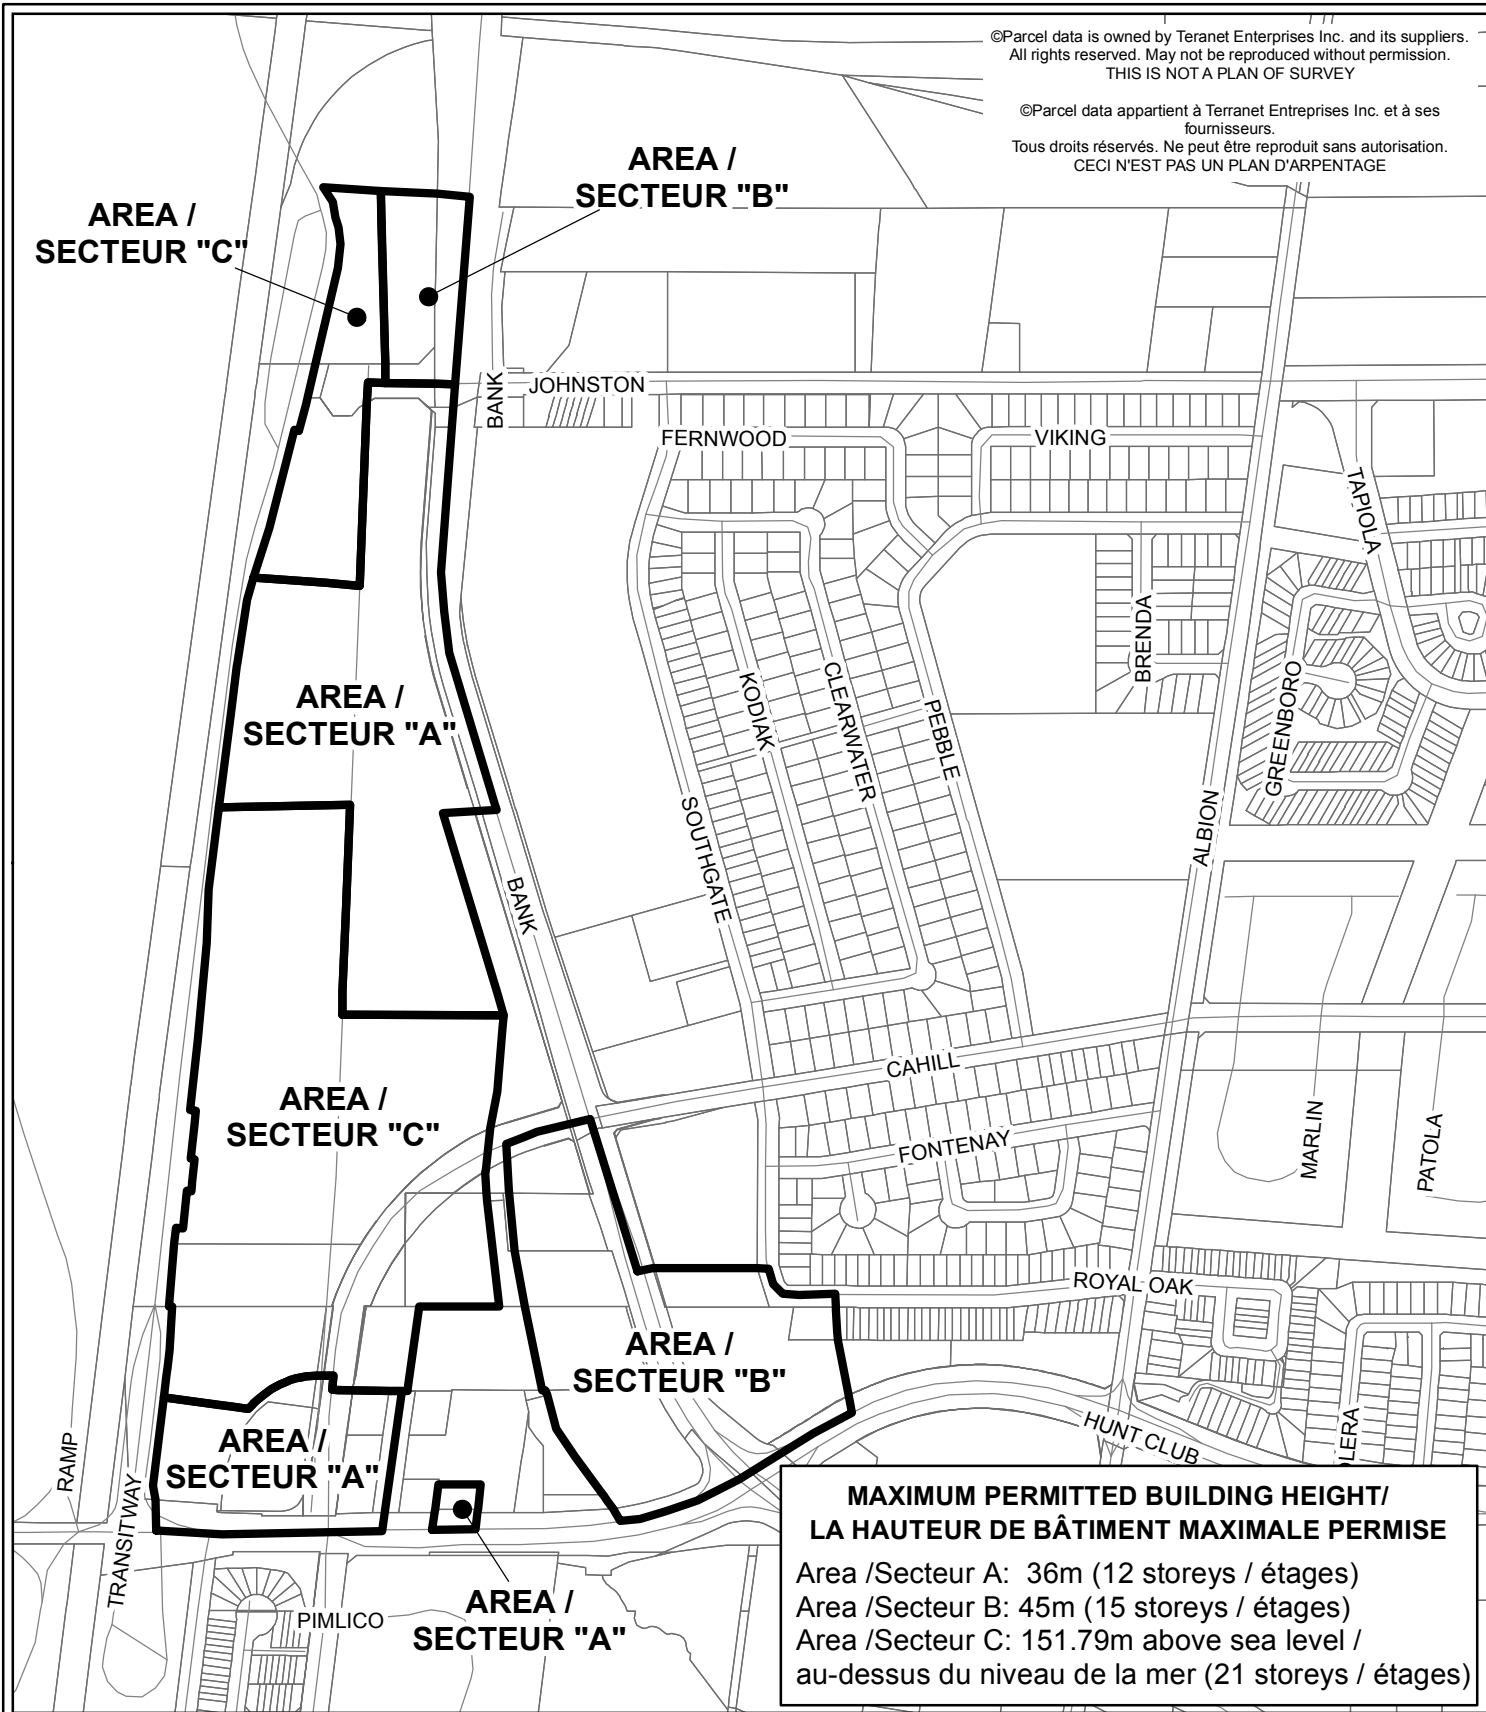 ©Parcel data is owned by Teranet Enterprises Inc. and its suppliers.
All rights reserved. May not be reproduced without permission.
THIS IS NOT A PLAN OF SURVEY
©Parcel data appartient à Terranet Entreprises Inc. et à ses
fournisseurs.
Tous droits réservés. Ne peut être reproduit sans autorisation.
CECI N'EST PAS UN PLAN D'ARPENTAGE
AREA /
SECTEUR "B"
AREA /
SECTEUR "C"
BANK
JOHNSTON
FERNWOOD
VIKING
TAPIOLA
BRENDA
GREENBORO
KODIAK
CLEARWATER
PEBBLE
AREA /
SECTEUR "A"
SOUTHGATE
ALBION
BANK
CAHILL
AREA /
SECTEUR "C"
FONTENAY
MARLIN
PATOLA
ROYAL OAK
AREA /
SECTEUR "B"
HUNT CLUB
AREA /
SECTEUR "A"
RAMP
TRANSITWAY
PIMLICO
AREA /
SECTEUR "A"
MAXIMUM PERMITTED BUILDING HEIGHT/
LA HAUTEUR DE BÂTIMENT MAXIMALE PERMISE
Area /Secteur A: 36m (12 storeys / étages)
Area /Secteur B: 45m (15 storeys / étages)
Area /Secteur C: 151.79m above sea level /
au-dessus du niveau de la mer (21 storeys / étages)